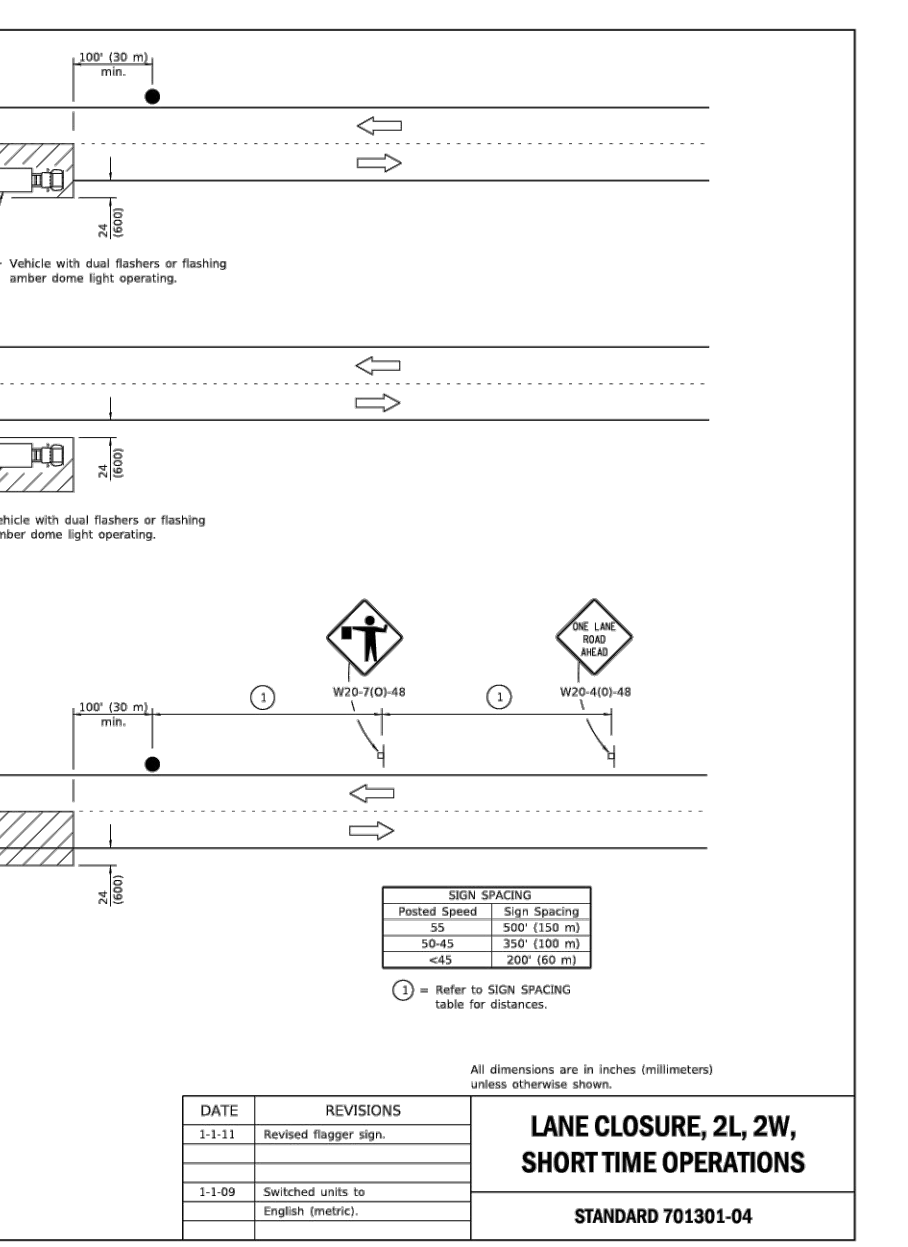 100' (30 m)
min.
24
(600)
Vehicle with dual flashers or flashing
amber dome light operating.
24
(600)
ehicle with dual flashers or flashing
mber dome light operating.
ONE LANE
ROAD
AHEAD
W20-7(O)-48
W20-4(0)-48
1
1
100' (30 m)
min.
24
(600)
SIGN SPACING
Posted Speed Sign Spacing
55 500' (150 m)
50-45 350' (100 m)
<45 200' (60 m)
1 = Refer to SIGN SPACING
table for distances.
All dimensions are in inches (millimeters)
unless otherwise shown.
DATE REVISIONS
1-1-11 Revised flagger sign.
1-1-09 Switched units to
English (metric).
LANE CLOSURE, 2L, 2W,
SHORT TIME OPERATIONS
STANDARD 701301-04